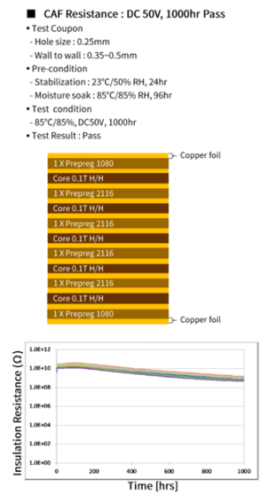 ■ CAF Resistance : DC 50V, 1000hr Pass
• Test Coupon
- Hole size : 0.25mm
- Wall to wall : 0.35~0.5mm
• Pre-condition
- Stabilization : 23°C/50% RH, 24hr
- Moisture soak : 85°C/85% RH, 96hr
• Test condition
- 85°C/85%, DC50V, 1000hr
• Test Result : Pass
Copper foil
1 X Prepreg 1080
Core 0.1T H/H
1 X Prepreg 2116
Core 0.1T H/H
1 X Prepreg 2116
Core 0.1T H/H
1 X Prepreg 2116
Core 0.1T H/H
1 X Prepreg 2116
Core 0.1T H/H
1 X Prepreg 1080
Copper foil
Insulation Resistance (Ω)
1.0E+12
1.0E+10
1.0E+08
1.0E+06
1.0E+04
1.0E+02
1.0E+00
0 200 400 600 800 1000
Time [hrs]